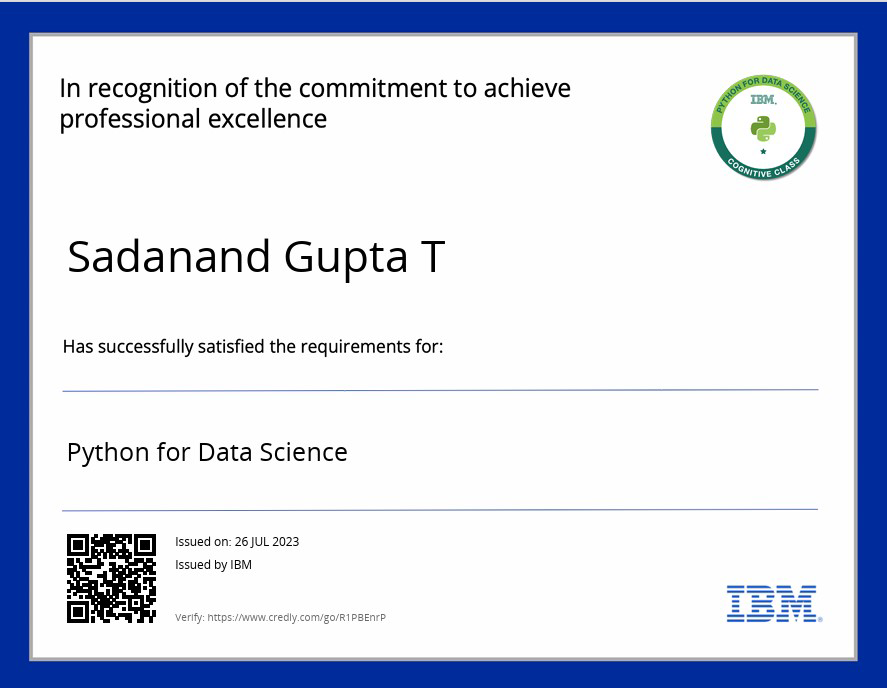 In recognition of the commitment to achieve
professional excellence
PYTHON FOR DATA SCIENCE
IBM.
COGNITIVE CLASS
Sadanand Gupta T
Has successfully satisfied the requirements for:
Python for Data Science
Issued on: 26 JUL 2023
Issued by IBM
Verify: https://www.credly.com/go/R1PBEnrP
IBM®